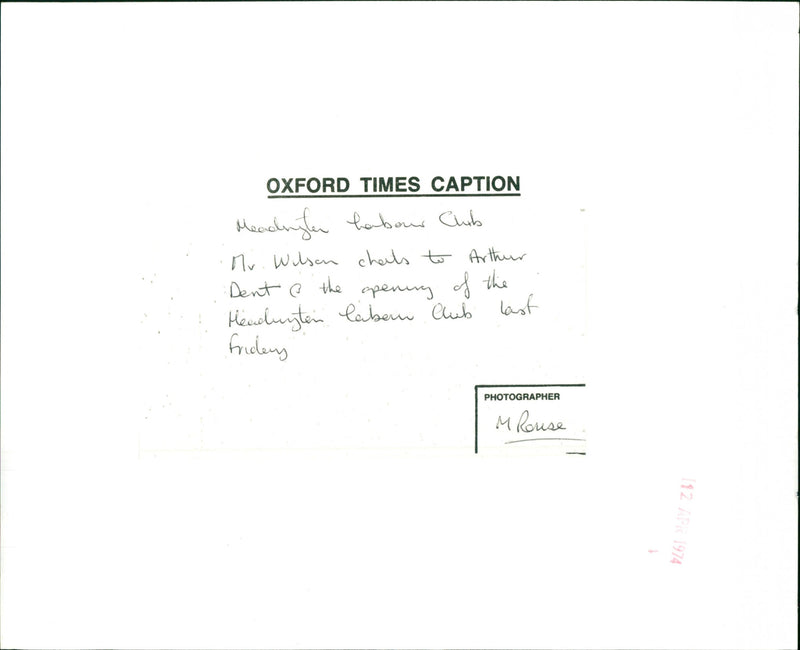 OXFORD TIMES CAPTION
Headington Labour Club
Mr Wilson chats to Arthur
Dent @ the opening of the
Headington Labour Club last
Friday
PHOTOGRAPHER
M Rouse
12 APR 1974